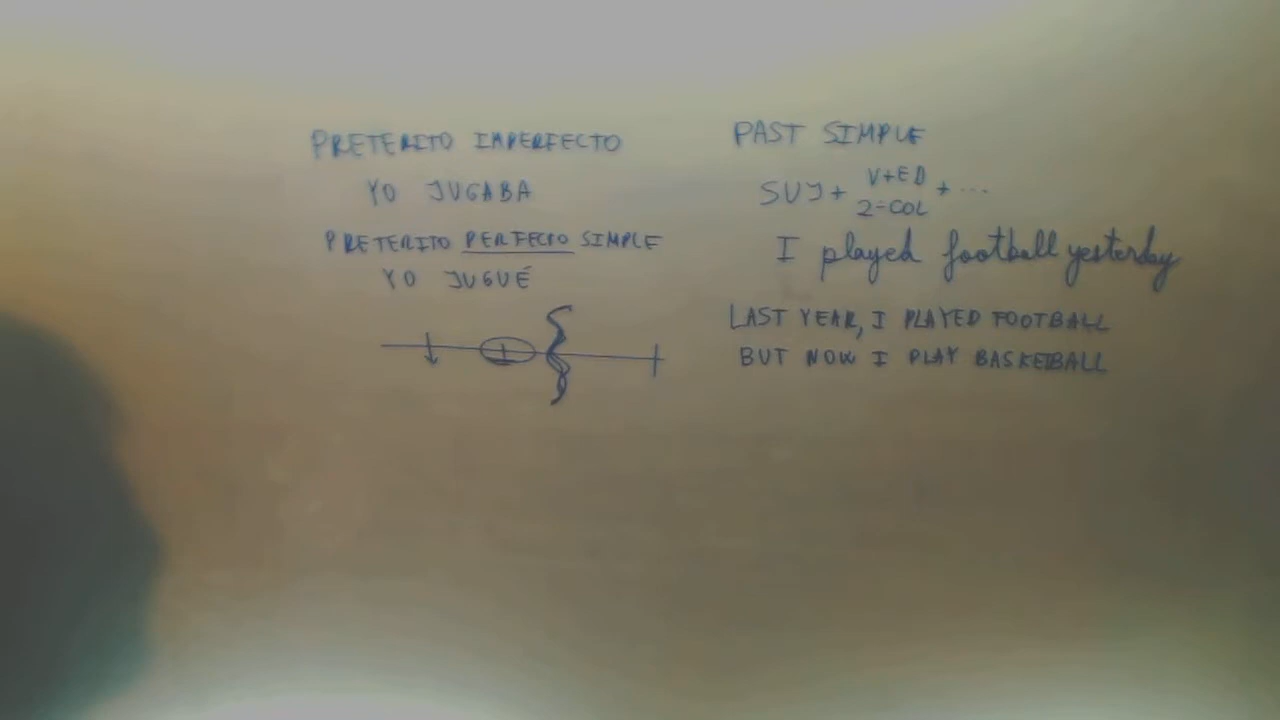 PRETERITO IMPERFECTO
YO JUGABA
PRETERITO PERFECTO SIMPLE
YO JUGUÉ
PAST SIMPLE
SUJ + V+ED + ...
2ª COL
I played football yesterday
LAST YEAR, I PLAYED FOOTBALL
BUT NOW I PLAY BASKETBALL